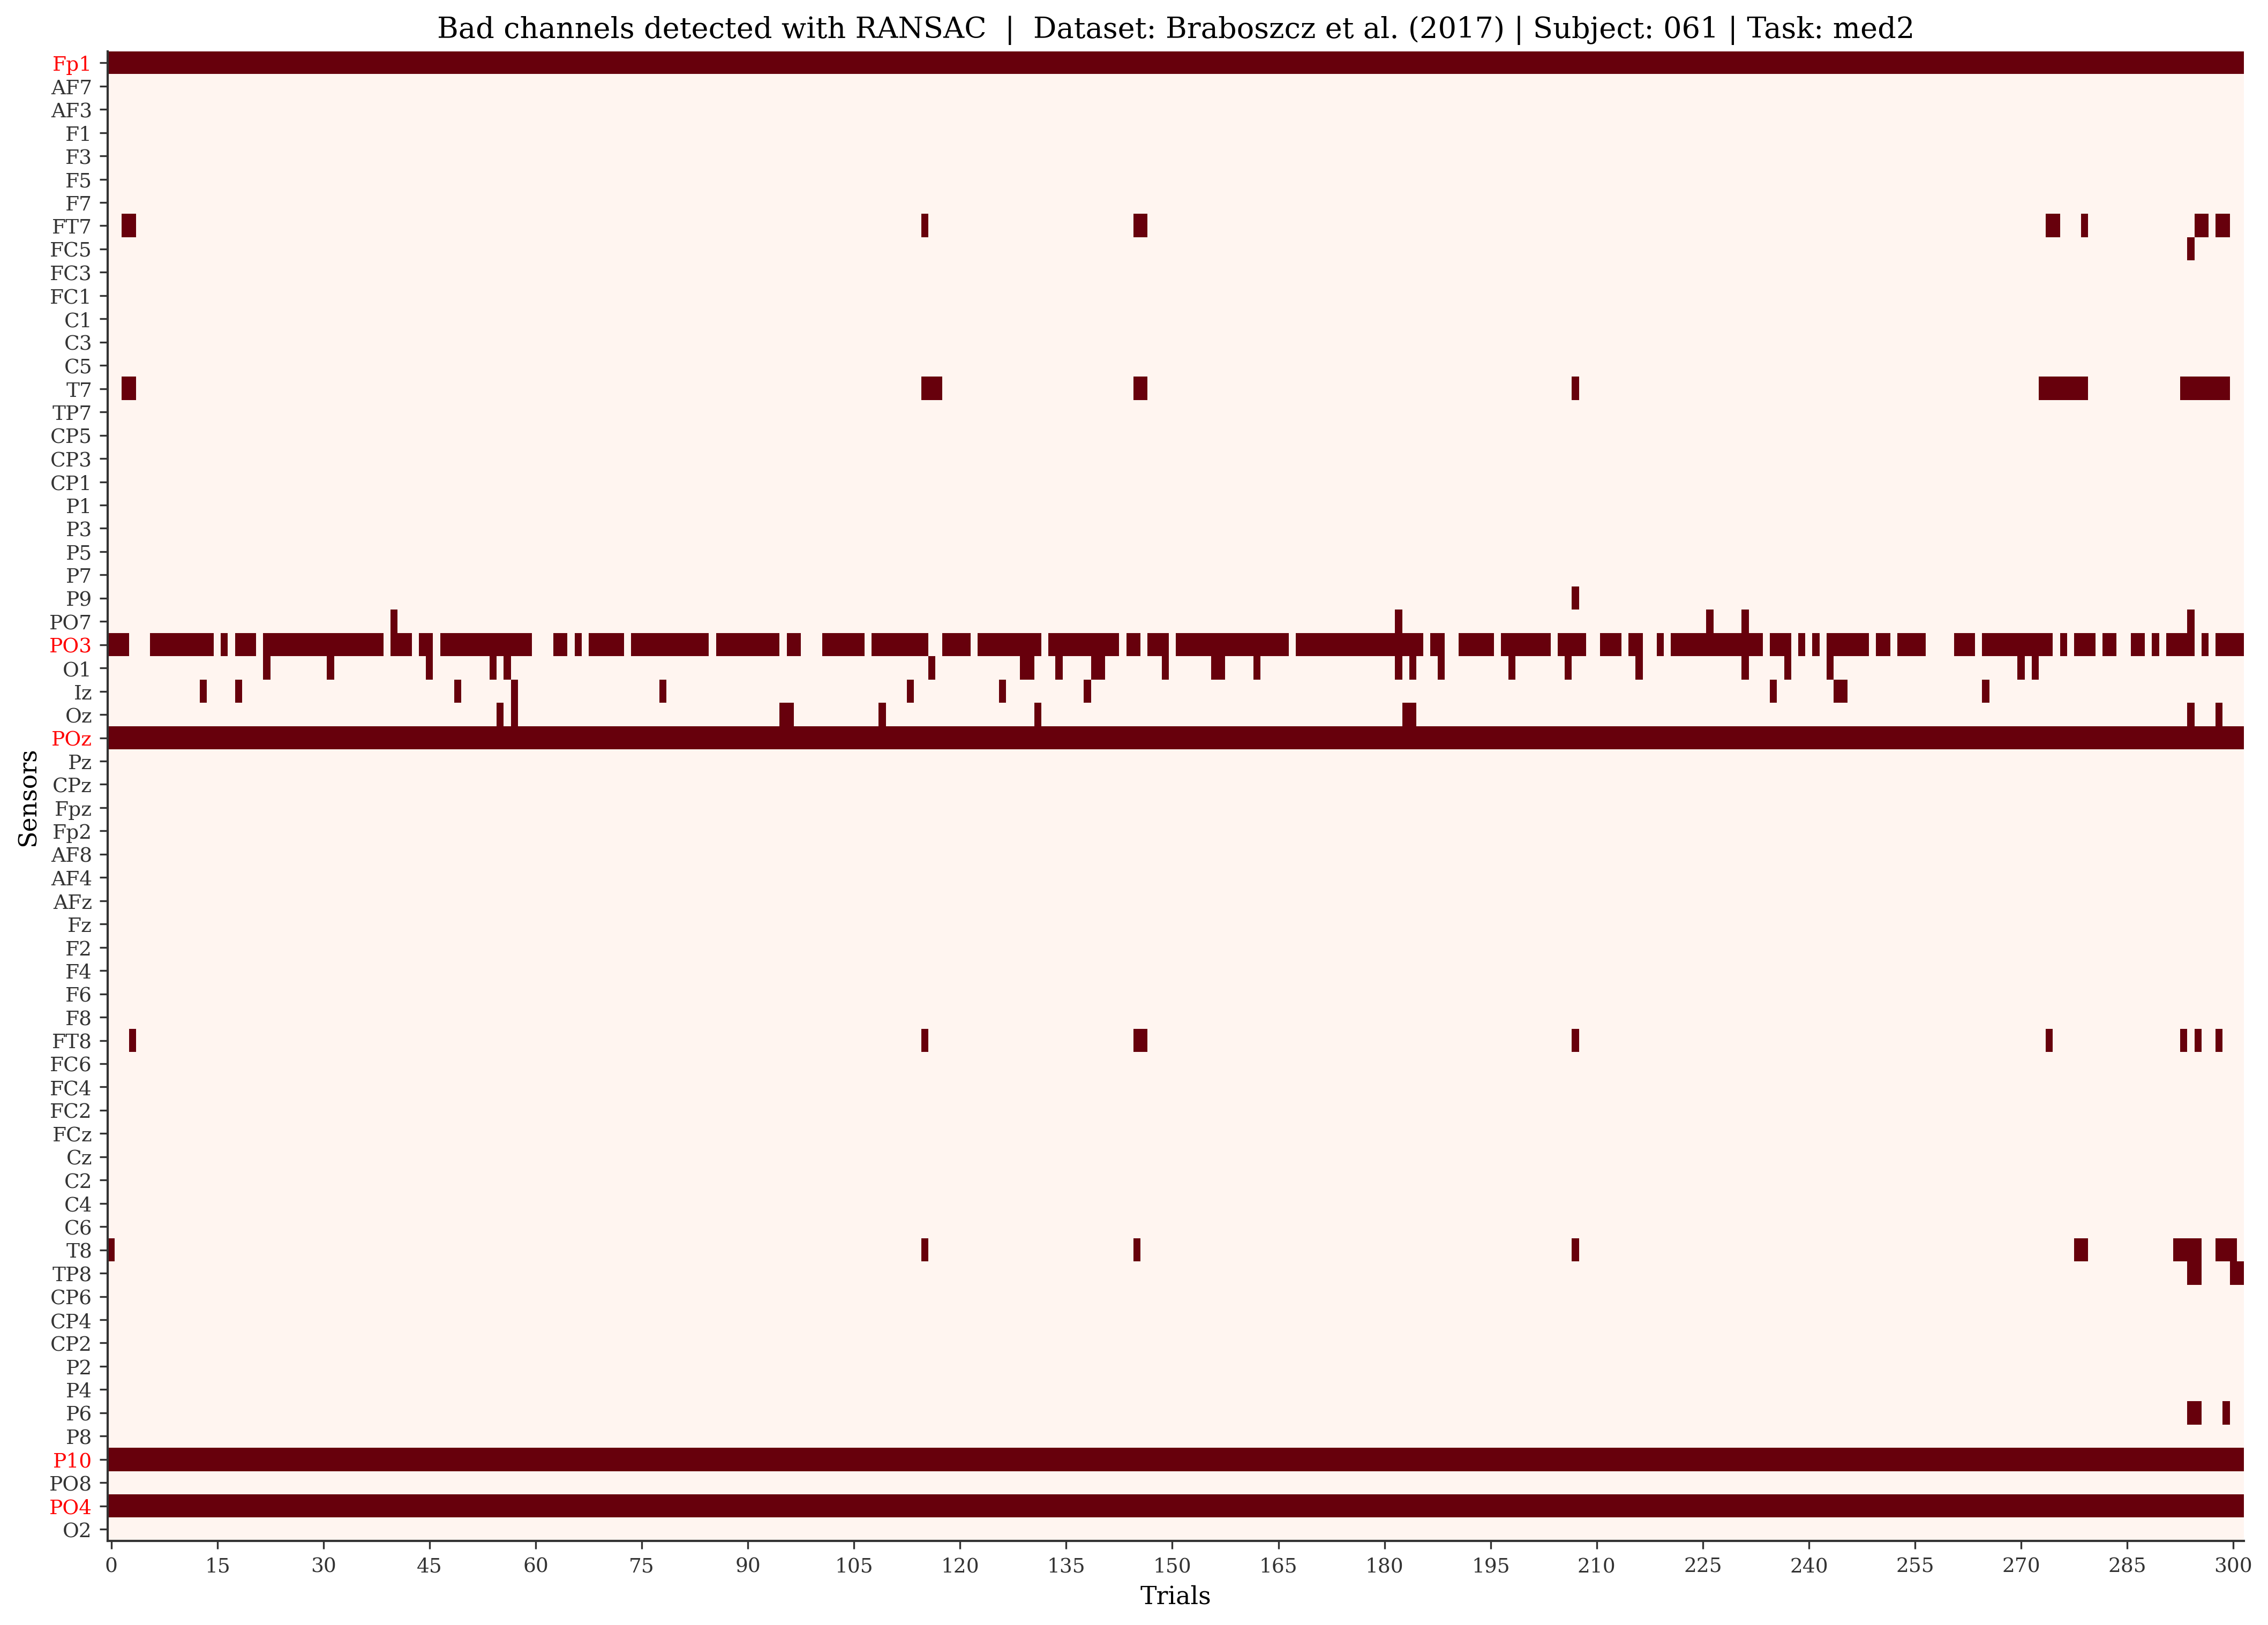 Bad channels detected with RANSAC | Dataset: Braboszcz et al. (2017) | Subject: 061 | Task: med2
Fp1
AF7
AF3
F1
F3
F5
F7
FT7
FC5
FC3
FC1
C1
C3
C5
T7
TP7
CP5
CP3
CP1
P1
P3
P5
P7
P9
PO7
PO3
O1
Iz
Oz
POz
Pz
CPz
Fpz
Fp2
AF8
AF4
AFz
Fz
F2
F4
F6
F8
FT8
FC6
FC4
FC2
FCz
Cz
C2
C4
C6
T8
TP8
CP6
CP4
CP2
P2
P4
P6
P8
P10
PO8
PO4
O2
Sensors
0 15 30 45 60 75 90 105 120 135 150 165 180 195 210 225 240 255 270 285 300
Trials